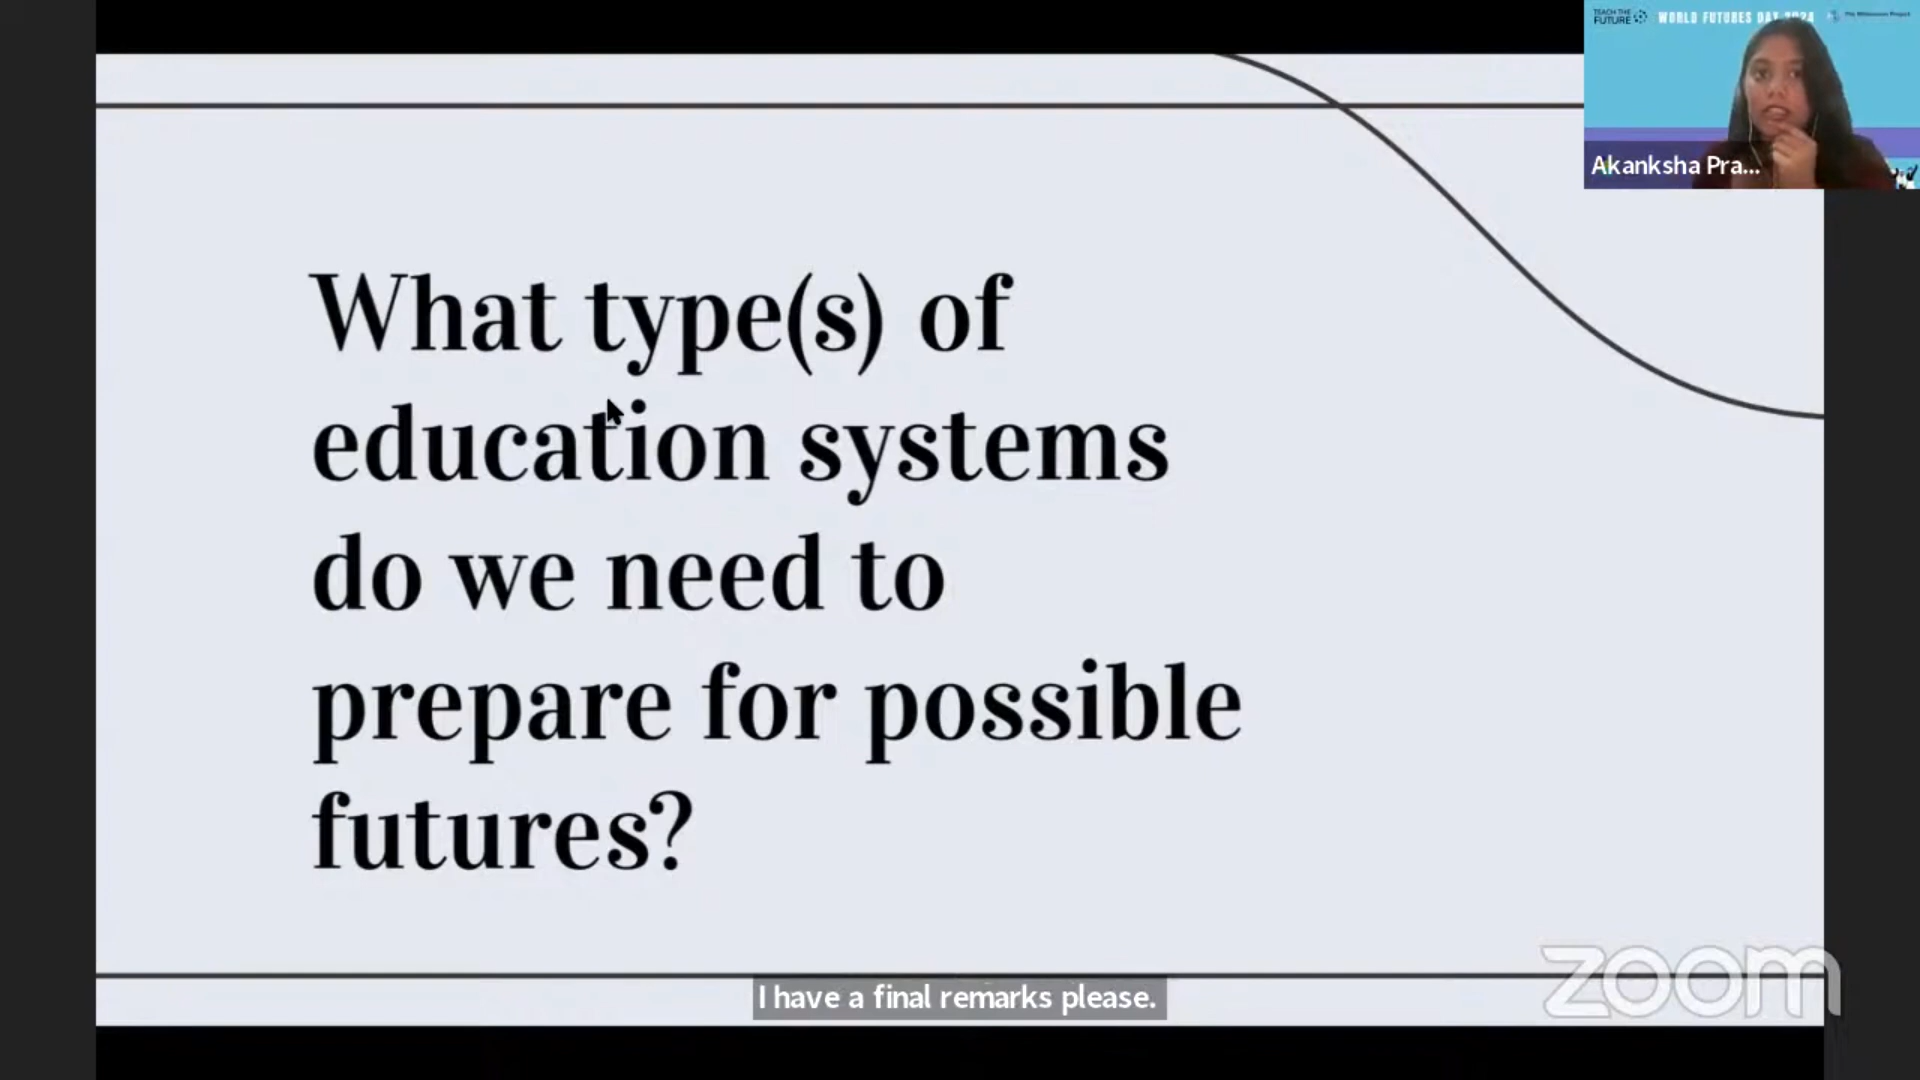 TEACH THE
FUTURE
WORLD FUTURES DAY 2024
The Millennium Project
Akanksha Pra...
What type(s) of
education systems
do we need to
prepare for possible
futures?
I have a final remarks please.
zoom